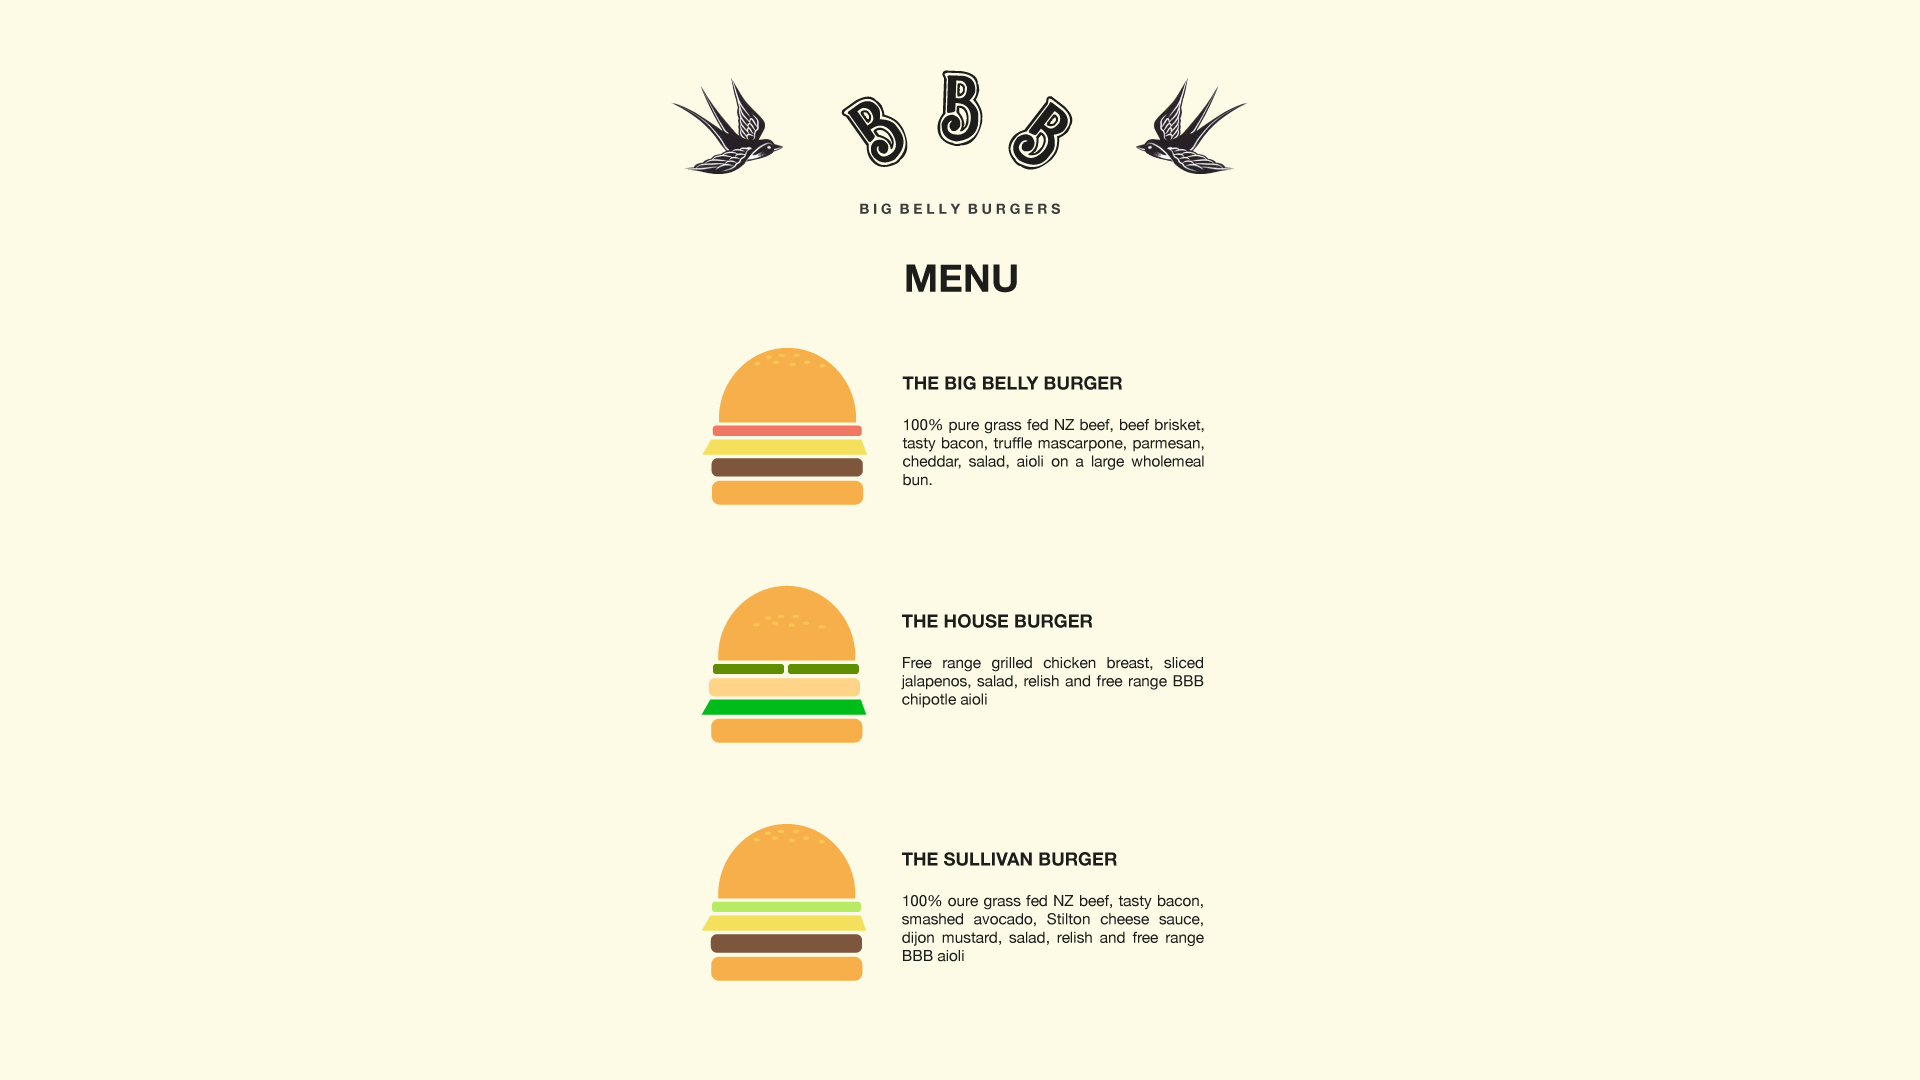 B B B
BIG BELLY BURGERS
MENU
THE BIG BELLY BURGER
100% pure grass fed NZ beef, beef brisket,
tasty bacon, truffle mascarpone, parmesan,
cheddar, salad, aioli on a large wholemeal
bun.
THE HOUSE BURGER
Free range grilled chicken breast, sliced
jalapenos, salad, relish and free range BBB
chipotle aioli
THE SULLIVAN BURGER
100% oure grass fed NZ beef, tasty bacon,
smashed avocado, Stilton cheese sauce,
dijon mustard, salad, relish and free range
BBB aioli